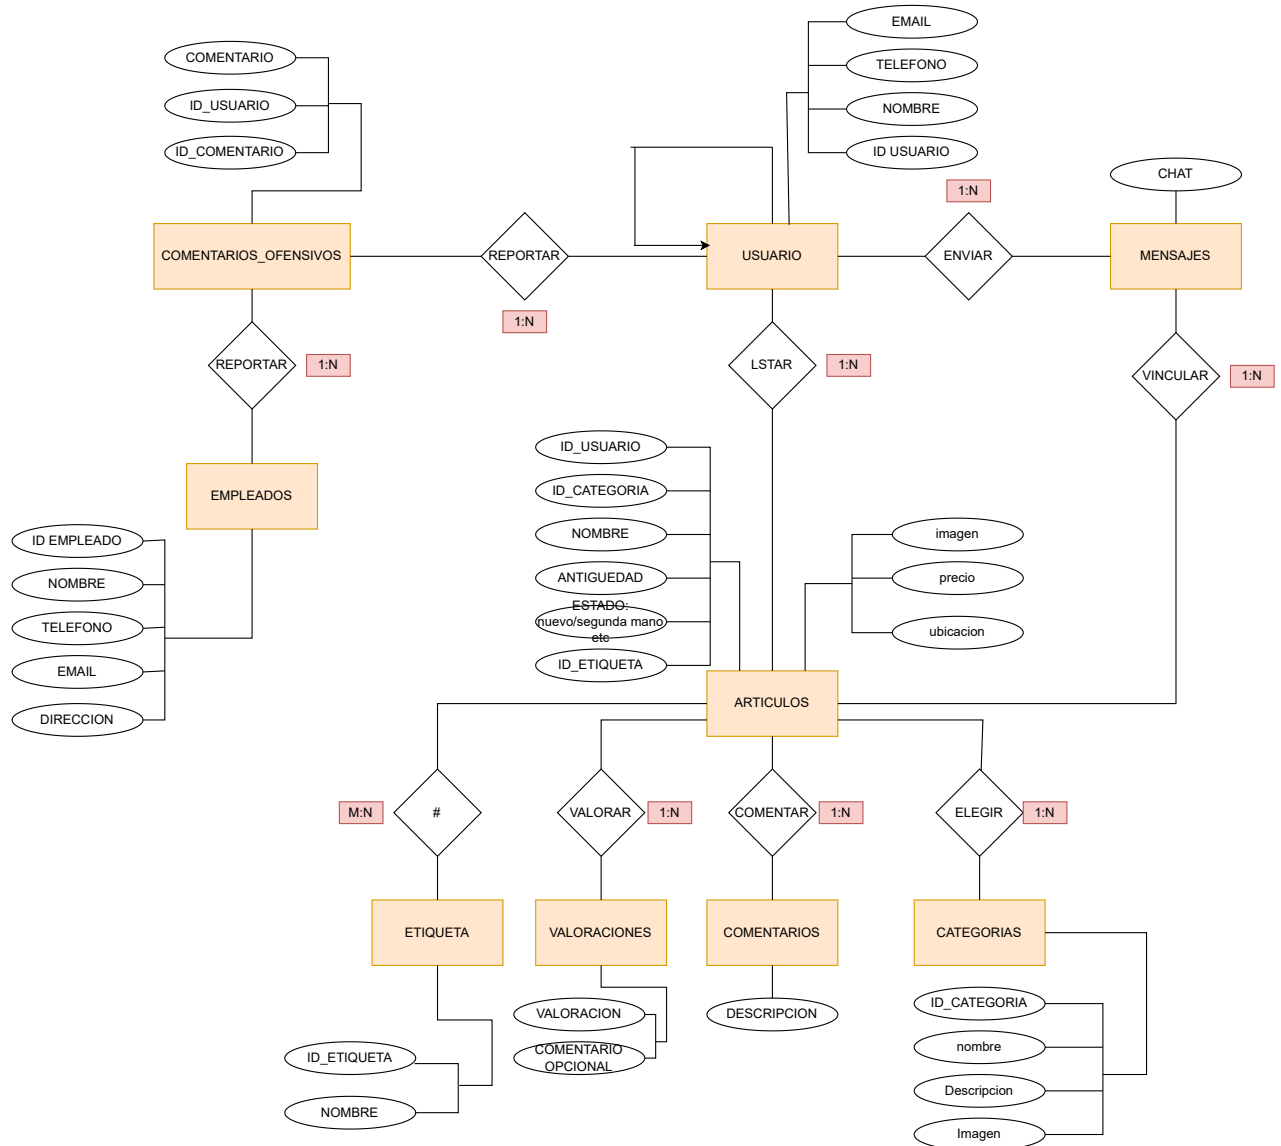 EMAIL
COMENTARIO
TELEFONO
ID_USUARIO
NOMBRE
ID_COMENTARIO
ID USUARIO
CHAT
1:N
COMENTARIOS_OFENSIVOS
REPORTAR
USUARIO
ENVIAR
MENSAJES
1:N
REPORTAR
1:N
LSTAR
1:N
VINCULAR
1:N
ID_USUARIO
ID_CATEGORIA
EMPLEADOS
ID EMPLEADO
NOMBRE
imagen
NOMBRE
ANTIGUEDAD
precio
TELEFONO
ESTADO:
nuevo/segunda mano
etc
ubicacion
EMAIL
ID_ETIQUETA
DIRECCION
ARTICULOS
M:N
#
VALORAR
1:N
COMENTAR
1:N
ELEGIR
1:N
ETIQUETA
VALORACIONES
COMENTARIOS
CATEGORIAS
ID_CATEGORIA
VALORACION
DESCRIPCION
nombre
ID_ETIQUETA
COMENTARIO
OPCIONAL
Descripcion
NOMBRE
Imagen